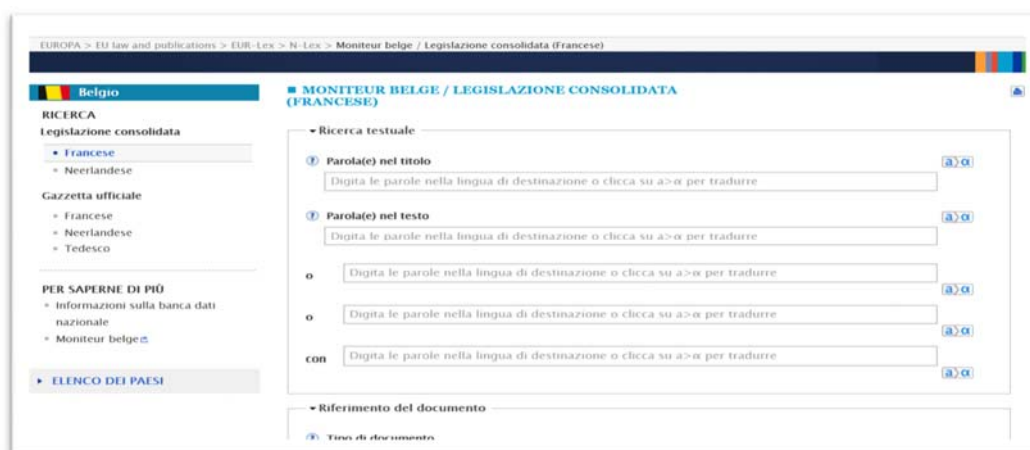 EUROPA > EU law and publications > EUR-Lex > N-Lex > Moniteur belge / Legislazione consolidata (Francese)
Belgio
RICERCA
Legislazione consolidata
Francese
Neerlandese
Gazzetta ufficiale
Francese
Neerlandese
Tedesco
PER SAPERNE DI PIÙ
Informazioni sulla banca dati
nazionale
Moniteur belge
ELENCO DEI PAESI
MONITEUR BELGE / LEGISLAZIONE CONSOLIDATA
(FRANCESE)
Ricerca testuale
Parola(e) nel titolo
a>α
Digita le parole nella lingua di destinazione o clicca su a>α per tradurre
Parola(e) nel testo
a>α
Digita le parole nella lingua di destinazione o clicca su a>α per tradurre
o Digita le parole nella lingua di destinazione o clicca su a>α per tradurre
a>α
o Digita le parole nella lingua di destinazione o clicca su a>α per tradurre
a>α
con Digita le parole nella lingua di destinazione o clicca su a>α per tradurre
a>α
Riferimento del documento
Tipo di documento